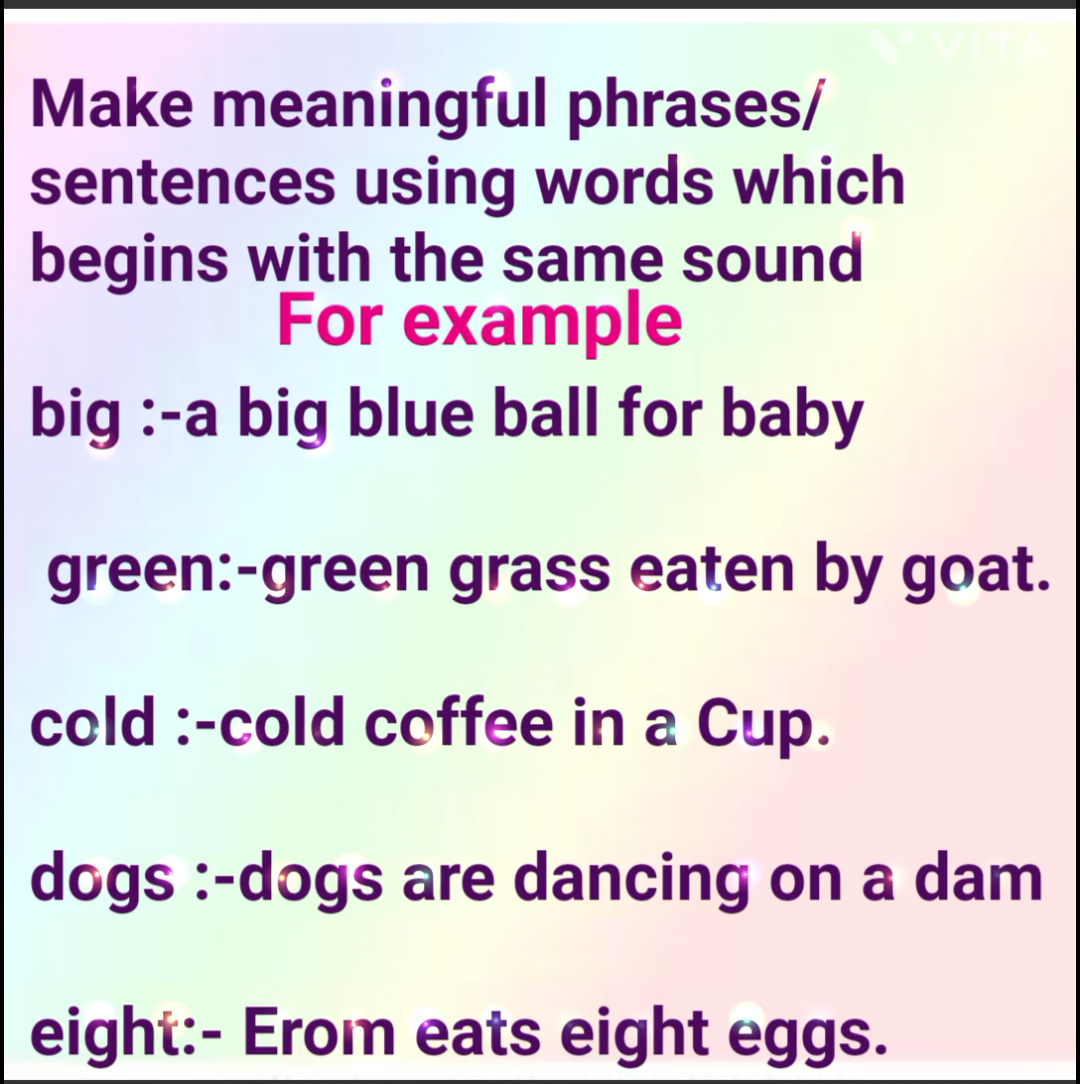 VITA
Make meaningful phrases/
sentences using words which
begins with the same sound
For example
big :-a big blue ball for baby
green:-green grass eaten by goat.
cold :-cold coffee in a Cup.
dogs :-dogs are dancing on a dam
eight:- Erom eats eight eggs.